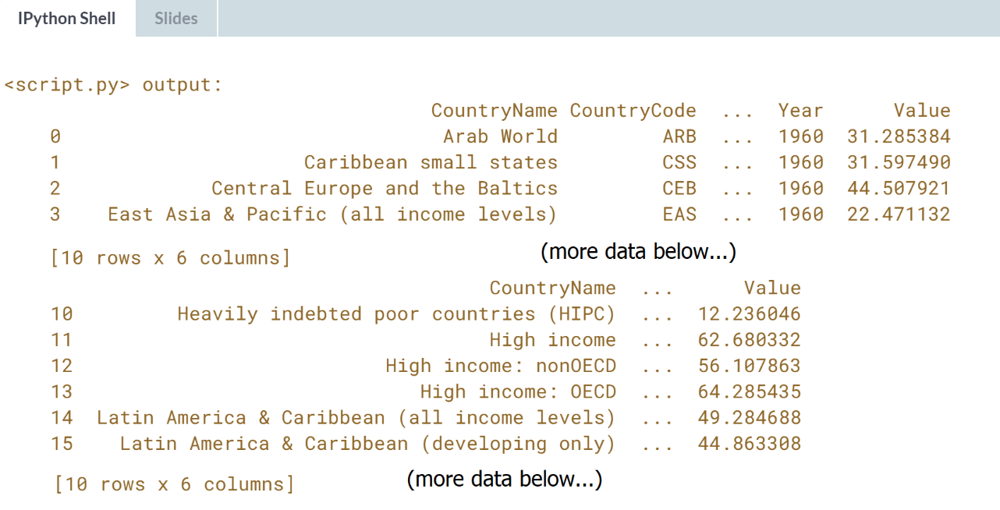 IPython Shell Slides
<script.py> output:
CountryName CountryCode ... Year Value
0 Arab World ARB ... 1960 31.285384
1 Caribbean small states CSS ... 1960 31.597490
2 Central Europe and the Baltics CEB ... 1960 44.507921
3 East Asia & Pacific (all income levels) EAS ... 1960 22.471132
[10 rows x 6 columns] (more data below...)
CountryName ... Value
10 Heavily indebted poor countries (HIPC) ... 12.236046
11 High income ... 62.680332
12 High income: nonOECD ... 56.107863
13 High income: OECD ... 64.285435
14 Latin America & Caribbean (all income levels) ... 49.284688
15 Latin America & Caribbean (developing only) ... 44.863308
[10 rows x 6 columns] (more data below...)